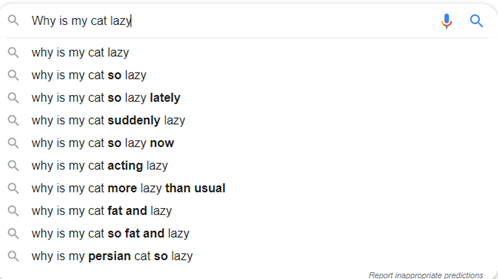 Why is my cat lazy
why is my cat lazy
why is my cat so lazy
why is my cat so lazy lately
why is my cat suddenly lazy
why is my cat so lazy now
why is my cat acting lazy
why is my cat more lazy than usual
why is my cat fat and lazy
why is my cat so fat and lazy
why is my persian cat so lazy
Report inappropriate predictions